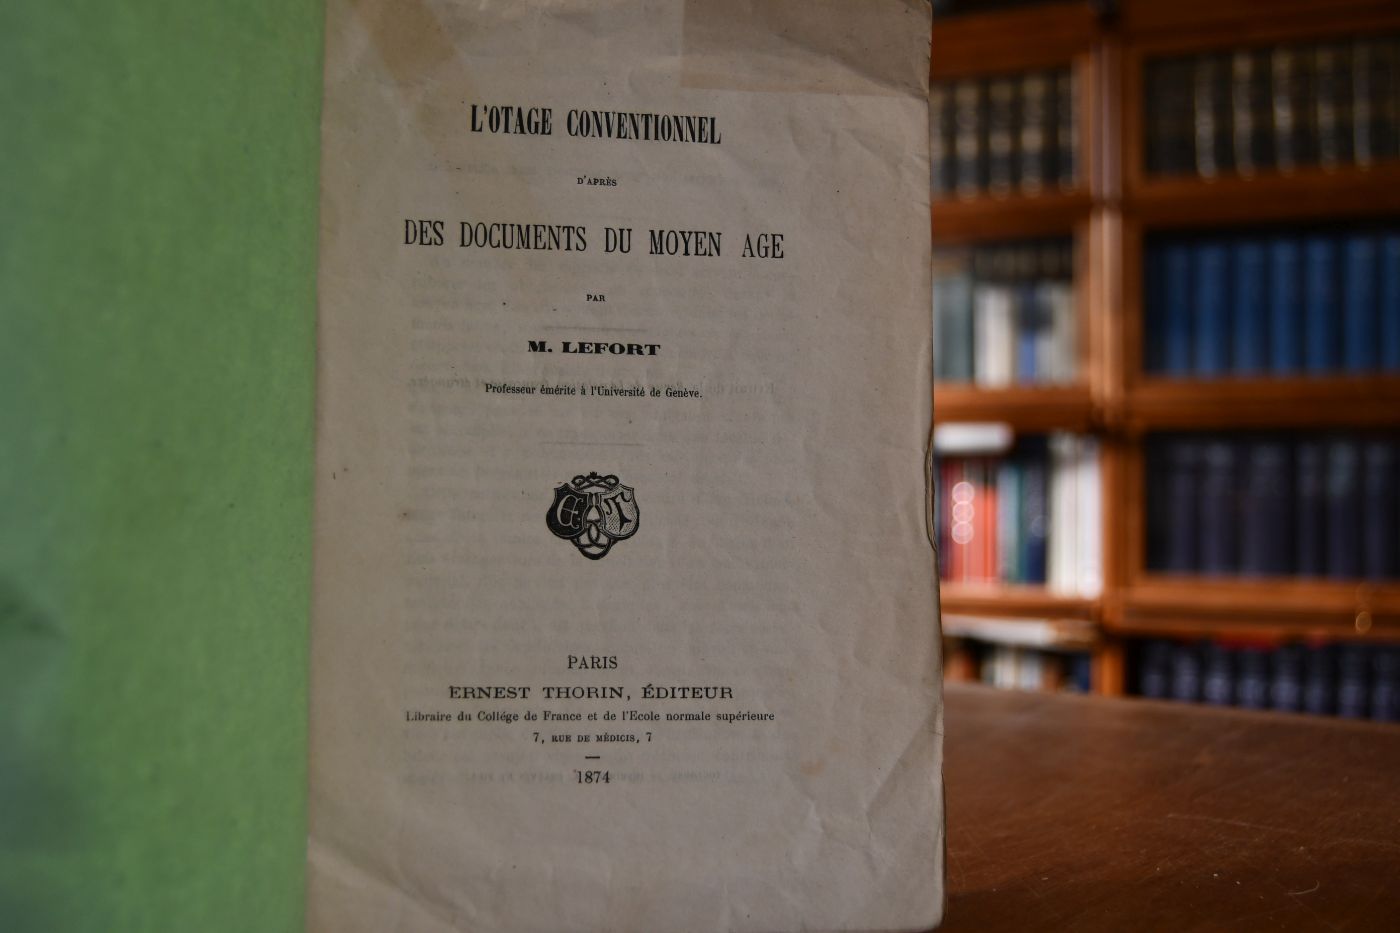 L'OTAGE CONVENTIONNEL
D'APRÈS
DES DOCUMENTS DU MOYEN AGE
PAR
M. LEFORT
Professeur émérite à l'Université de Genève.
E T
PARIS
ERNEST THORIN, ÉDITEUR
Libraire du Collége de France et de l'Ecole normale supérieure
7, RUE DE MÉDICIS, 7
1874